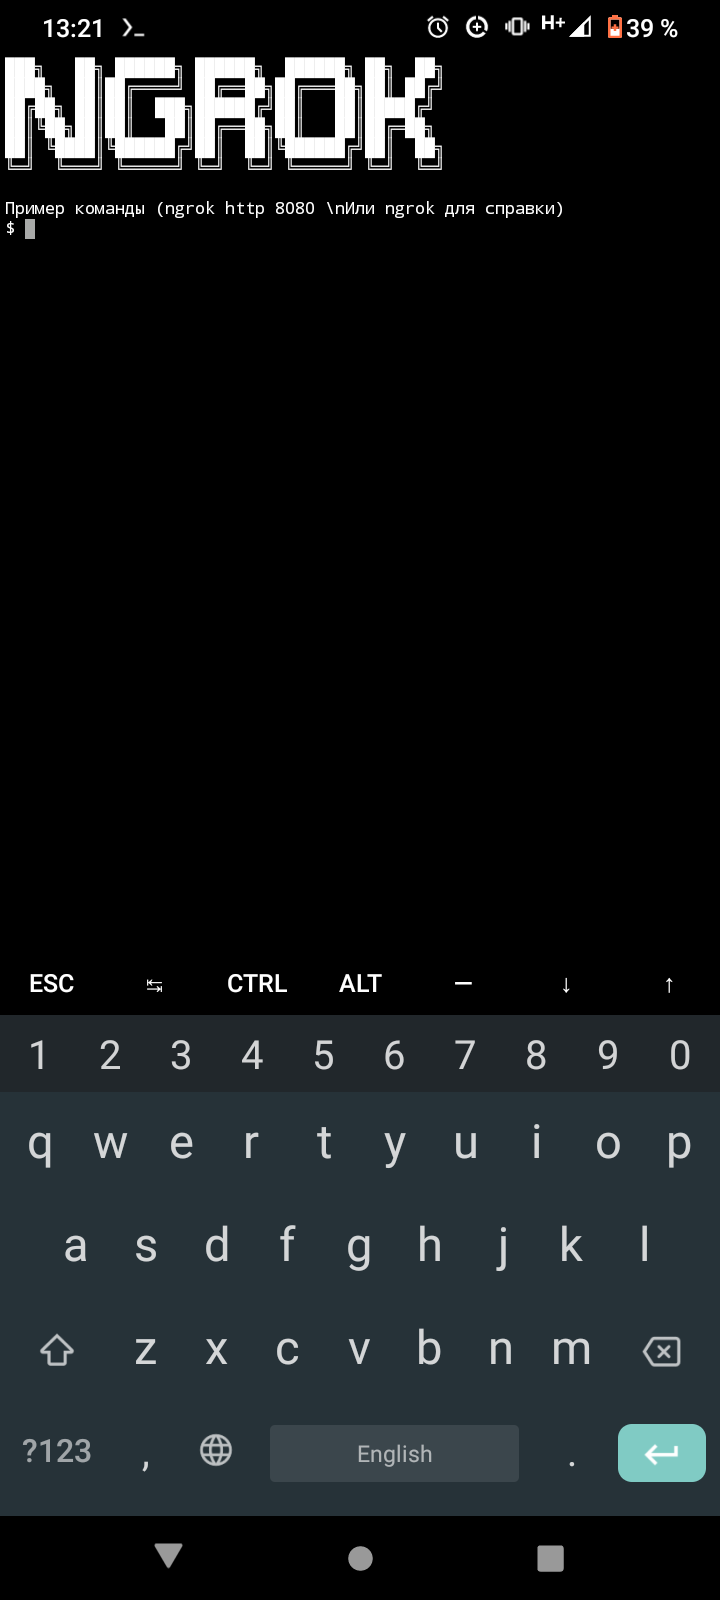 13:21 H+ 39 %
NGROK
Пример команды (ngrok http 8080 \nИли ngrok для справки)
$
ESC CTRL ALT — ↓ ↑
1 2 3 4 5 6 7 8 9 0
q w e r t y u i o p
a s d f g h j k l
z x c v b n m
?123 , English .